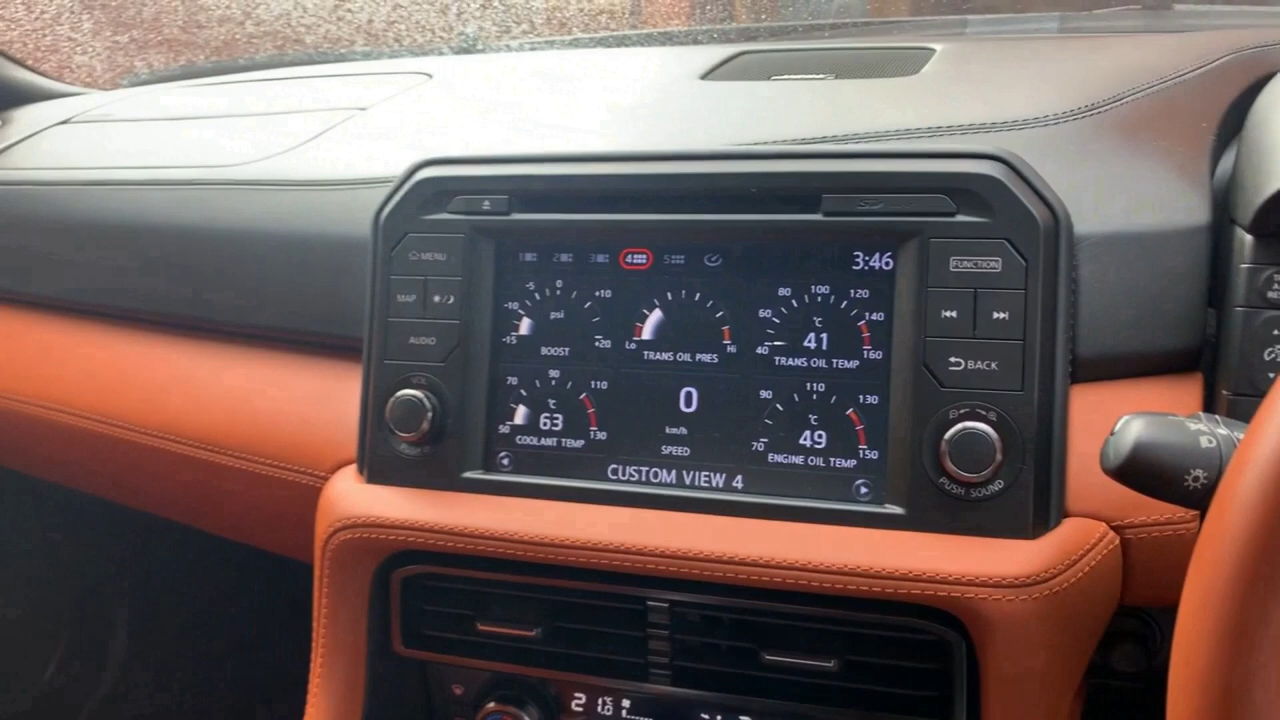 MENU
MAP
AUDIO
VOL
1 2 3 4 5
3:46
-15 -10 -5 0 +10 +20
psi
BOOST
Lo Hi
TRANS OIL PRES
40 60 80 100 120 140 160
°C
41
TRANS OIL TEMP
50 70 90 110 130
°C
63
COOLANT TEMP
0
km/h
SPEED
70 90 110 130 150
°C
49
ENGINE OIL TEMP
CUSTOM VIEW 4
FUNCTION
BACK
PUSH SOUND